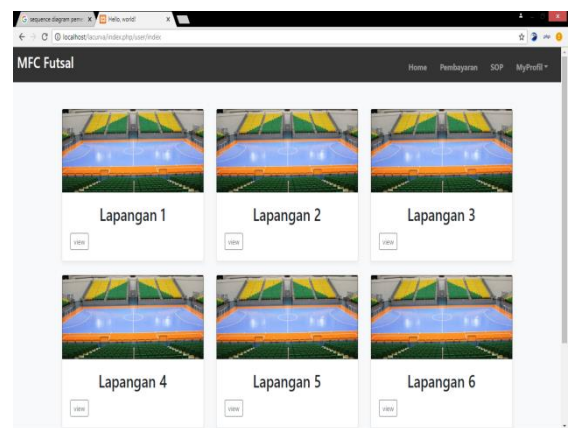 sequence diagram pem
Hello, world!
localhost/lacurva/index.php/user/index
MFC Futsal
Home Pembayaran SOP MyProfil
Lapangan 1 Lapangan 2 Lapangan 3
view view view
Lapangan 4 Lapangan 5 Lapangan 6
view view view